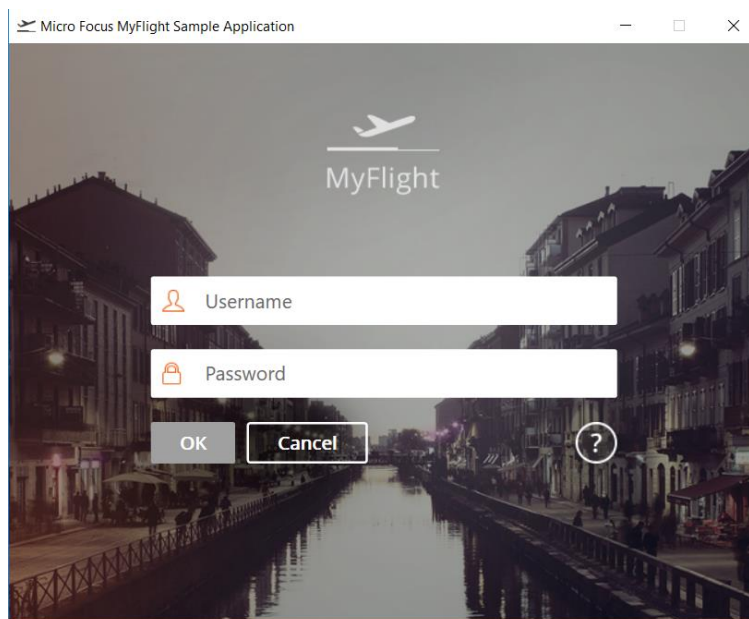 Micro Focus MyFlight Sample Application
MyFlight
Username
Password
OK Cancel ?